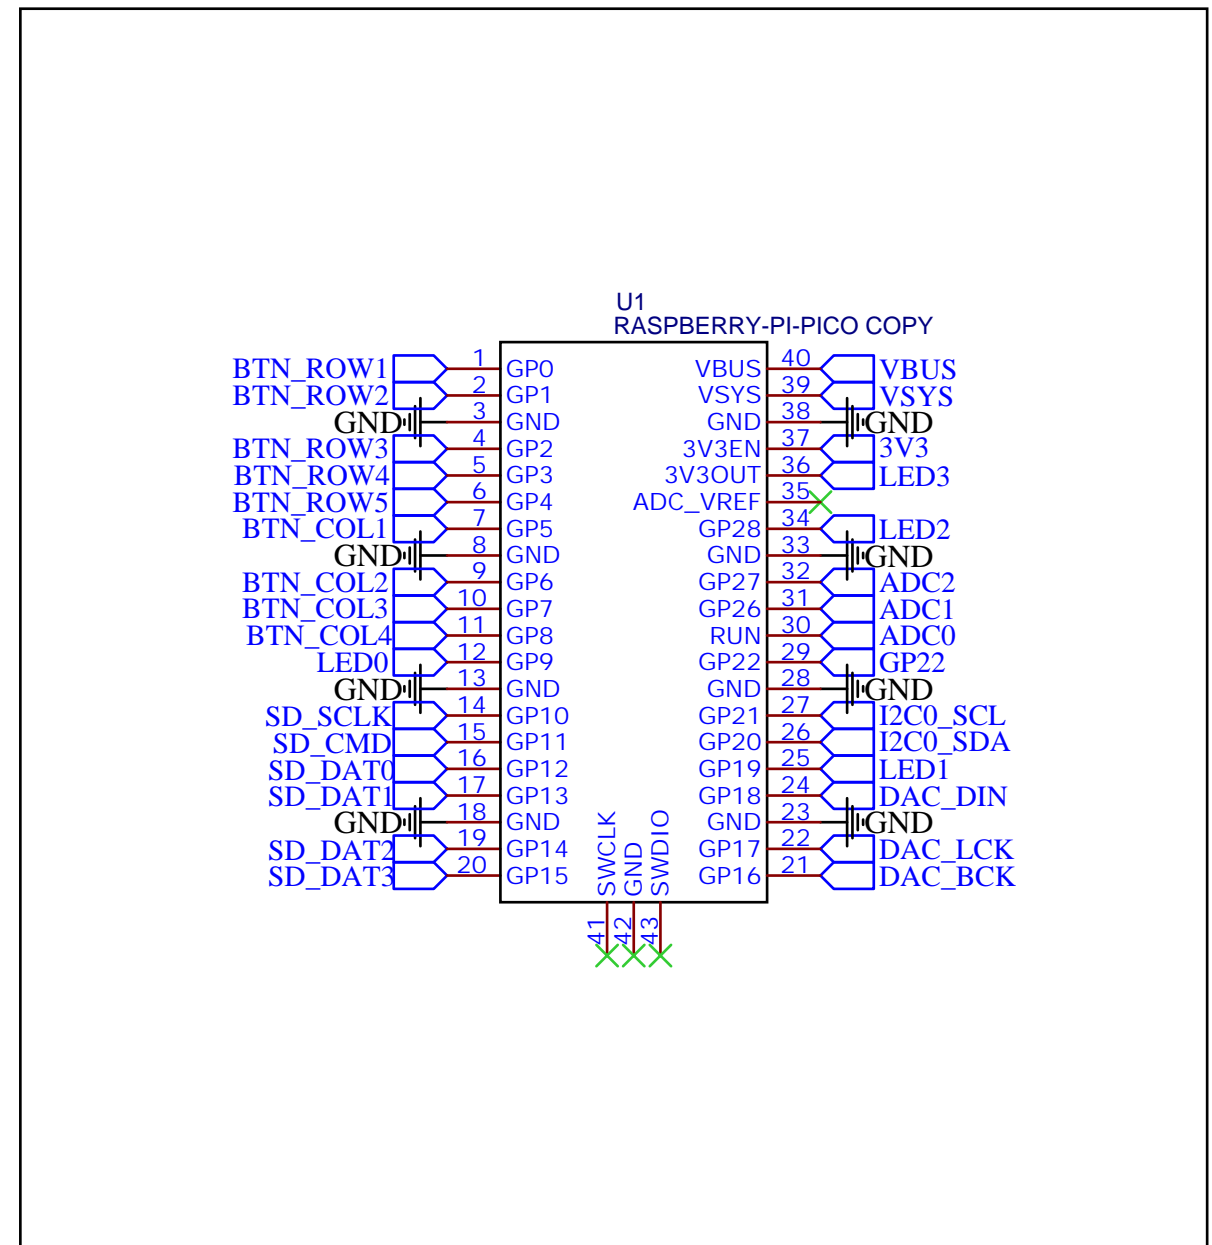 U1
RASPBERRY-PI-PICO COPY
BTN_ROW1 1 GP0 VBUS 40 VBUS
BTN_ROW2 2 GP1 VSYS 39 VSYS
GND 3 GND GND 38 GND
BTN_ROW3 4 GP2 3V3EN 37 3V3
BTN_ROW4 5 GP3 3V3OUT 36 LED3
BTN_ROW5 6 GP4 ADC_VREF 35
BTN_COL1 7 GP5 GP28 34 LED2
GND 8 GND GND 33 GND
BTN_COL2 9 GP6 GP27 32 ADC2
BTN_COL3 10 GP7 GP26 31 ADC1
BTN_COL4 11 GP8 RUN 30 ADC0
LED0 12 GP9 GP22 29 GP22
GND 13 GND GND 28 GND
SD_SCLK 14 GP10 GP21 27 I2C0_SCL
SD_CMD 15 GP11 GP20 26 I2C0_SDA
SD_DAT0 16 GP12 GP19 25 LED1
SD_DAT1 17 GP13 GP18 24 DAC_DIN
GND 18 GND GND 23 GND
SD_DAT2 19 GP14 GP17 22 DAC_LCK
SD_DAT3 20 GP15 GP16 21 DAC_BCK
SWCLK GND SWDIO
41 42 43